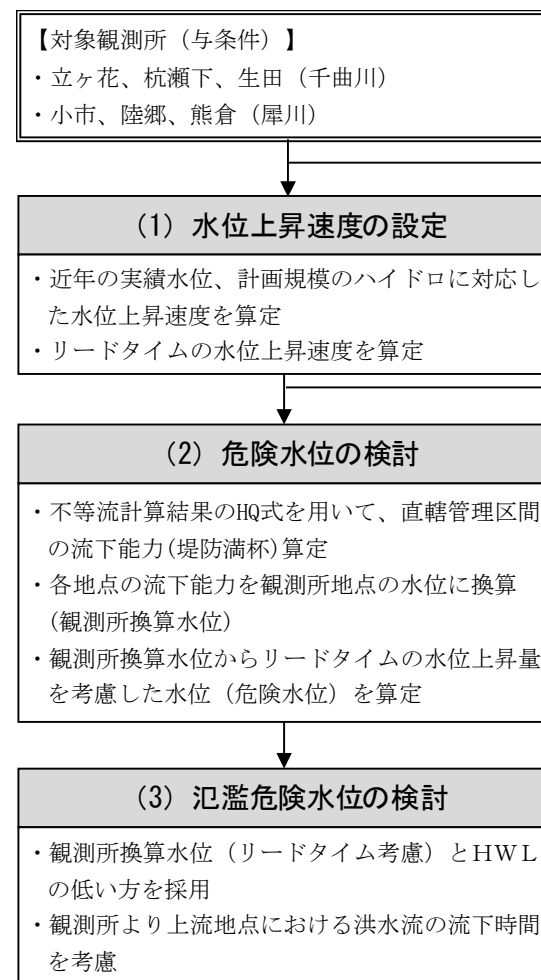 【対象観測所（与条件）】
・立ヶ花、杭瀬下、生田（千曲川）
・小市、陸郷、熊倉（犀川）
(1) 水位上昇速度の設定
・近年の実績水位、計画規模のハイドロに対応し
た水位上昇速度を算定
・リードタイムの水位上昇速度を算定
(2) 危険水位の検討
・不等流計算結果のHQ式を用いて、直轄管理区間
の流下能力(堤防満杯)算定
・各地点の流下能力を観測所地点の水位に換算
(観測所換算水位)
・観測所換算水位からリードタイムの水位上昇量
を考慮した水位（危険水位）を算定
(3) 氾濫危険水位の検討
・観測所換算水位（リードタイム考慮）とＨＷＬ
の低い方を採用
・観測所より上流地点における洪水流の流下時間
を考慮